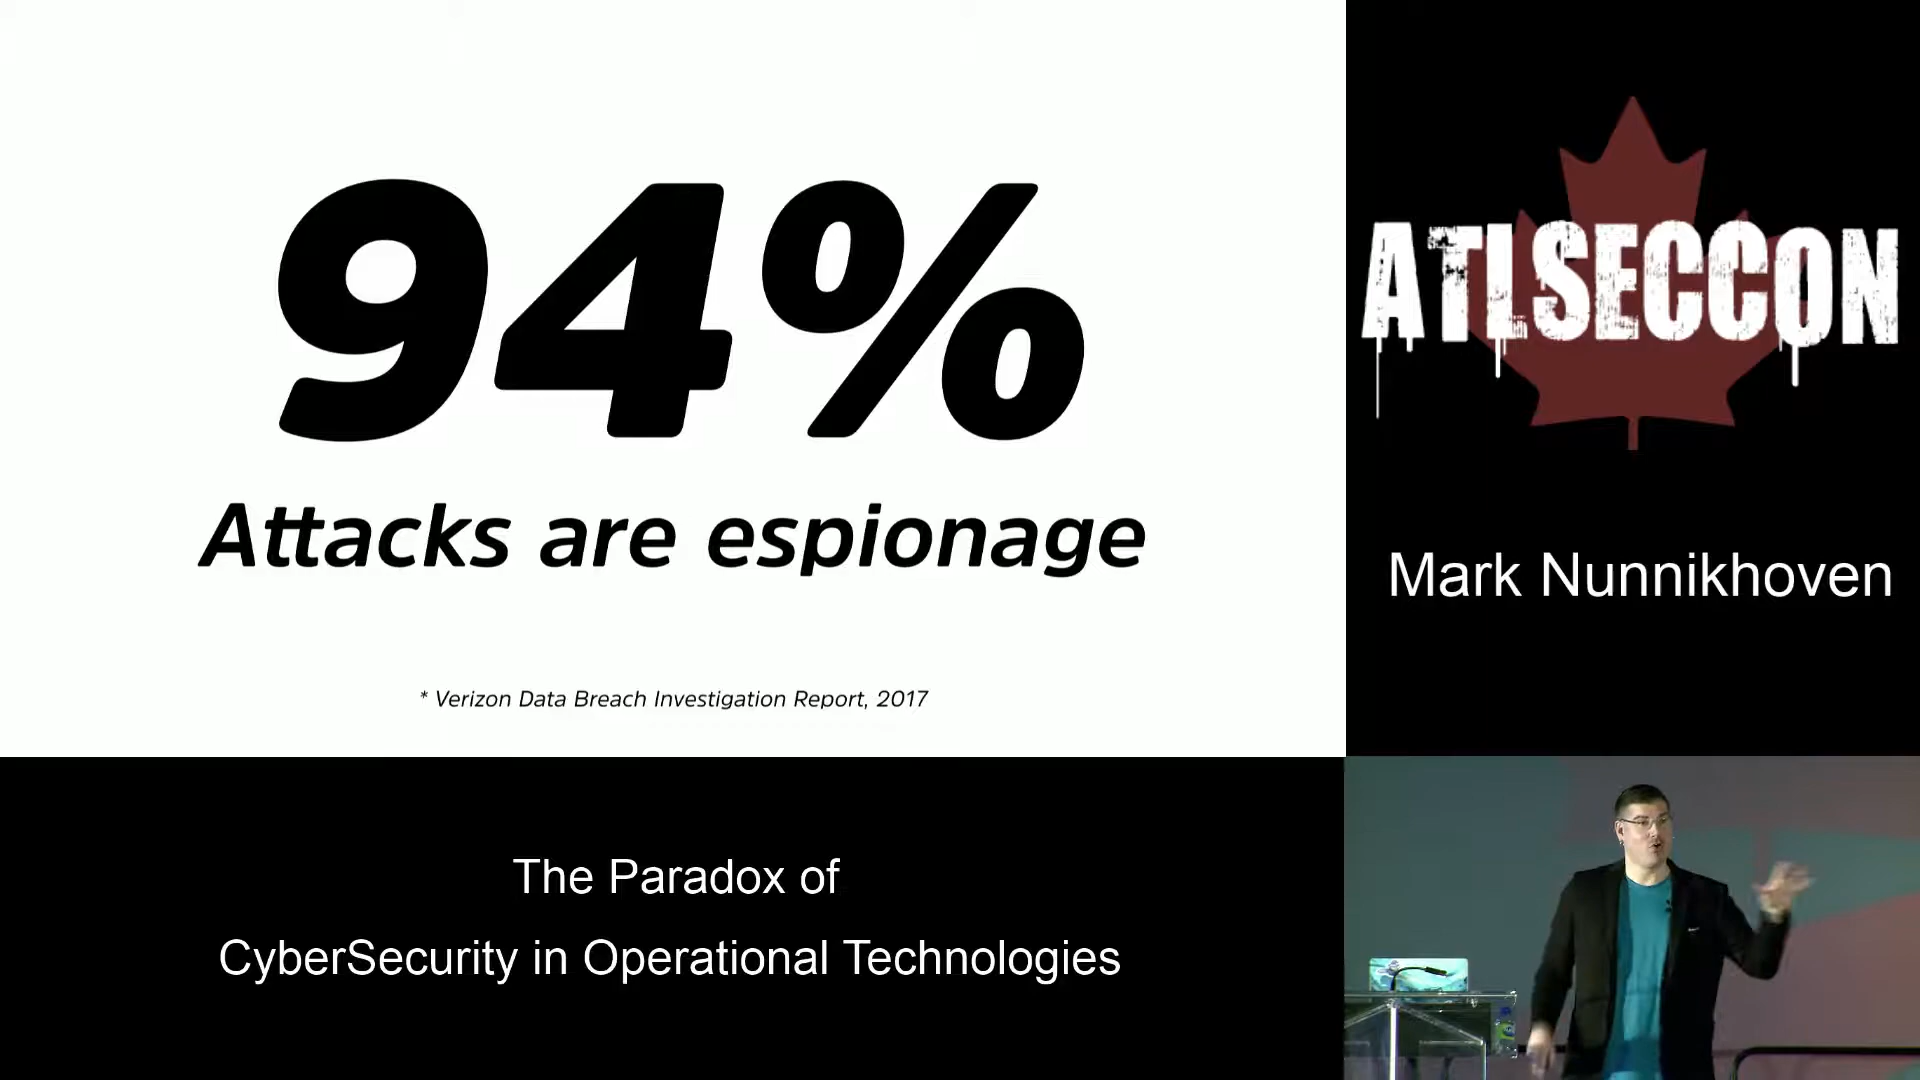 94%
Attacks are espionage
* Verizon Data Breach Investigation Report, 2017
ATLSECCON
Mark Nunnikhoven
The Paradox of
CyberSecurity in Operational Technologies